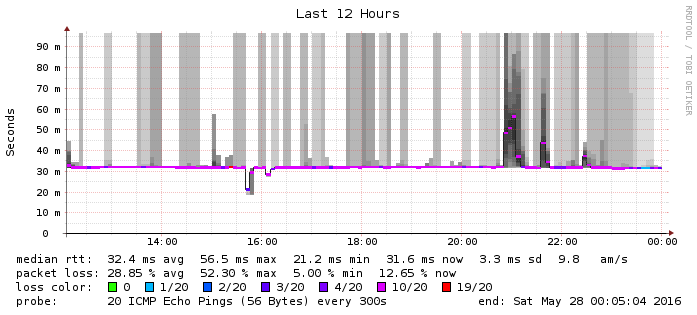 Last 12 Hours
RRDTOOL / TOBI OETIKER
Seconds
90 m
80 m
70 m
60 m
50 m
40 m
30 m
20 m
10 m
0
14:00 16:00 18:00 20:00 22:00 00:00
median rtt: 32.4 ms avg 56.5 ms max 21.2 ms min 31.6 ms now 3.3 ms sd 9.8 am/s
packet loss: 28.85 % avg 52.30 % max 5.00 % min 12.65 % now
loss color: 0 1/20 2/20 3/20 4/20 10/20 19/20
probe: 20 ICMP Echo Pings (56 Bytes) every 300s end: Sat May 28 00:05:04 2016